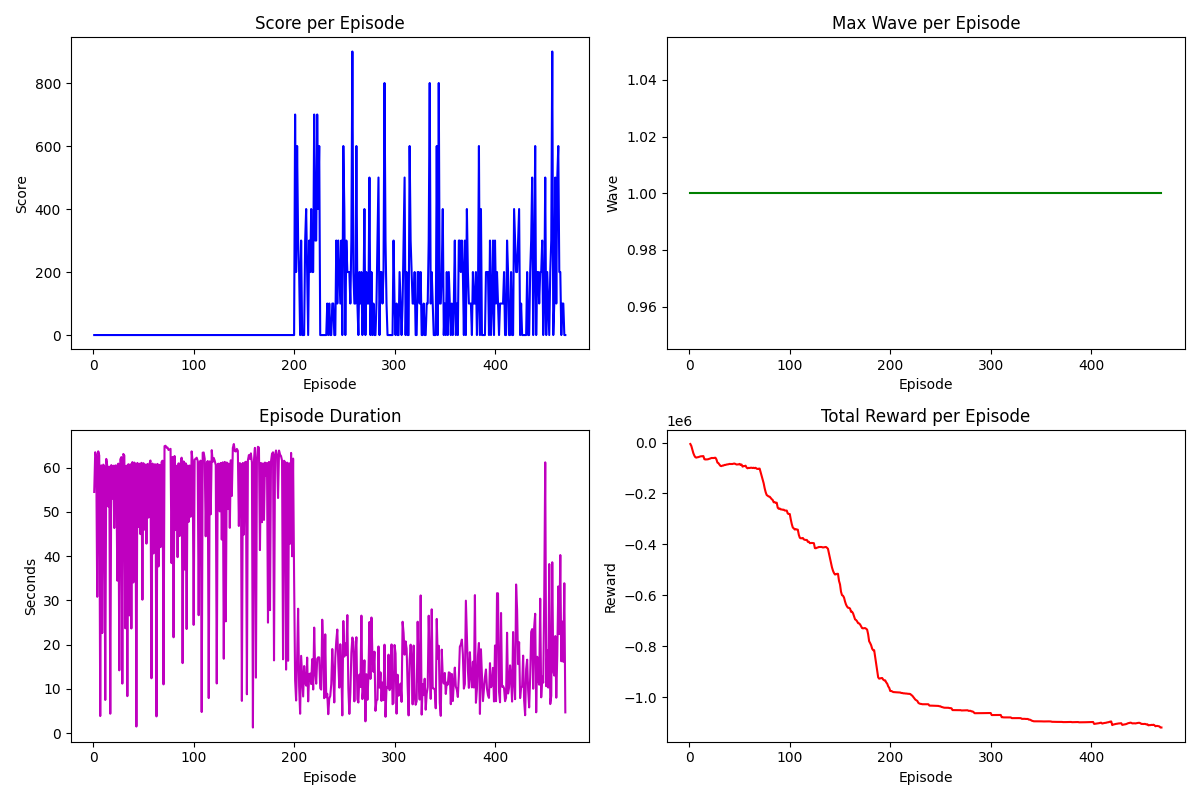 Score per Episode
Score
800
600
400
200
0
0 100 200 300 400
Episode
Max Wave per Episode
Wave
1.04
1.02
1.00
0.98
0.96
0 100 200 300 400
Episode
Episode Duration
Seconds
60
50
40
30
20
10
0
0 100 200 300 400
Episode
Total Reward per Episode
1e6
Reward
0.0
−0.2
−0.4
−0.6
−0.8
−1.0
0 100 200 300 400
Episode